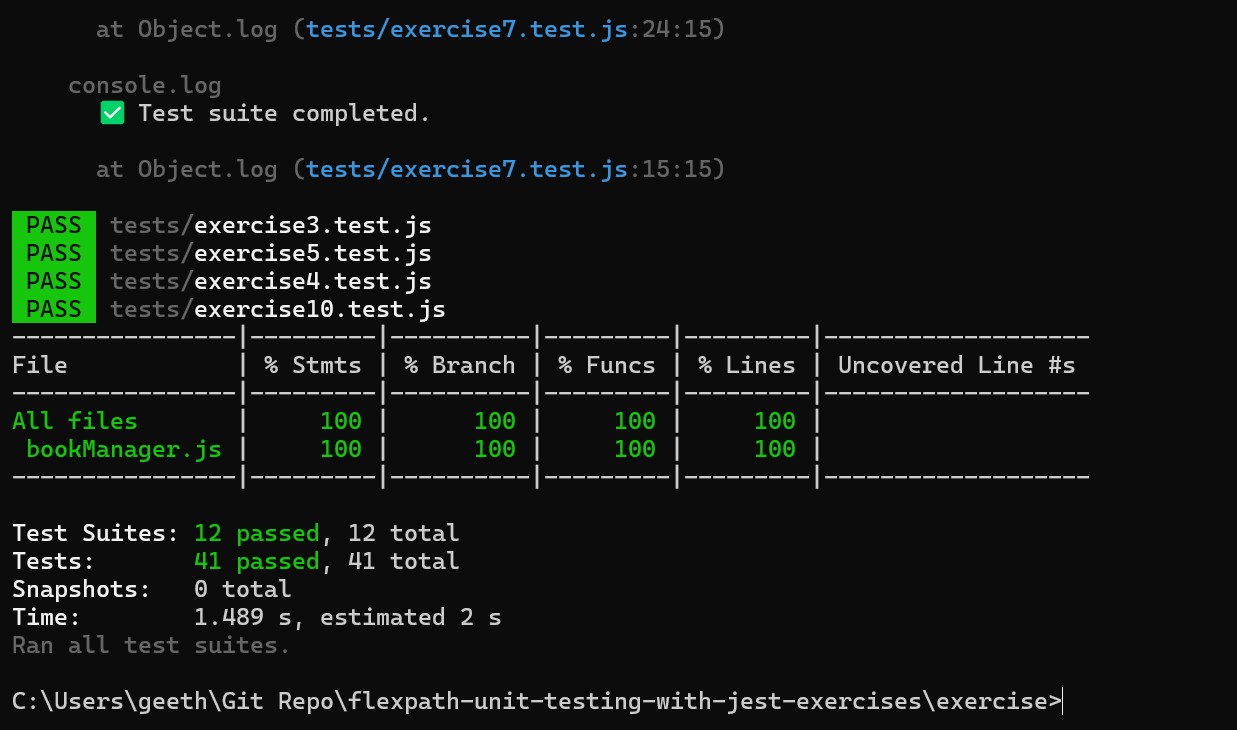 at Object.log (tests/exercise7.test.js:24:15)
console.log
✅ Test suite completed.
at Object.log (tests/exercise7.test.js:15:15)
PASS tests/exercise3.test.js
PASS tests/exercise5.test.js
PASS tests/exercise4.test.js
PASS tests/exercise10.test.js
----------------|---------|----------|---------|---------|-------------------
File            | % Stmts | % Branch | % Funcs | % Lines | Uncovered Line #s
----------------|---------|----------|---------|---------|-------------------
All files       |     100 |      100 |     100 |     100 |
 bookManager.js |     100 |      100 |     100 |     100 |
----------------|---------|----------|---------|---------|-------------------
Test Suites: 12 passed, 12 total
Tests:       41 passed, 41 total
Snapshots:   0 total
Time:        1.489 s, estimated 2 s
Ran all test suites.
C:\Users\geeth\Git Repo\flexpath-unit-testing-with-jest-exercises\exercise>